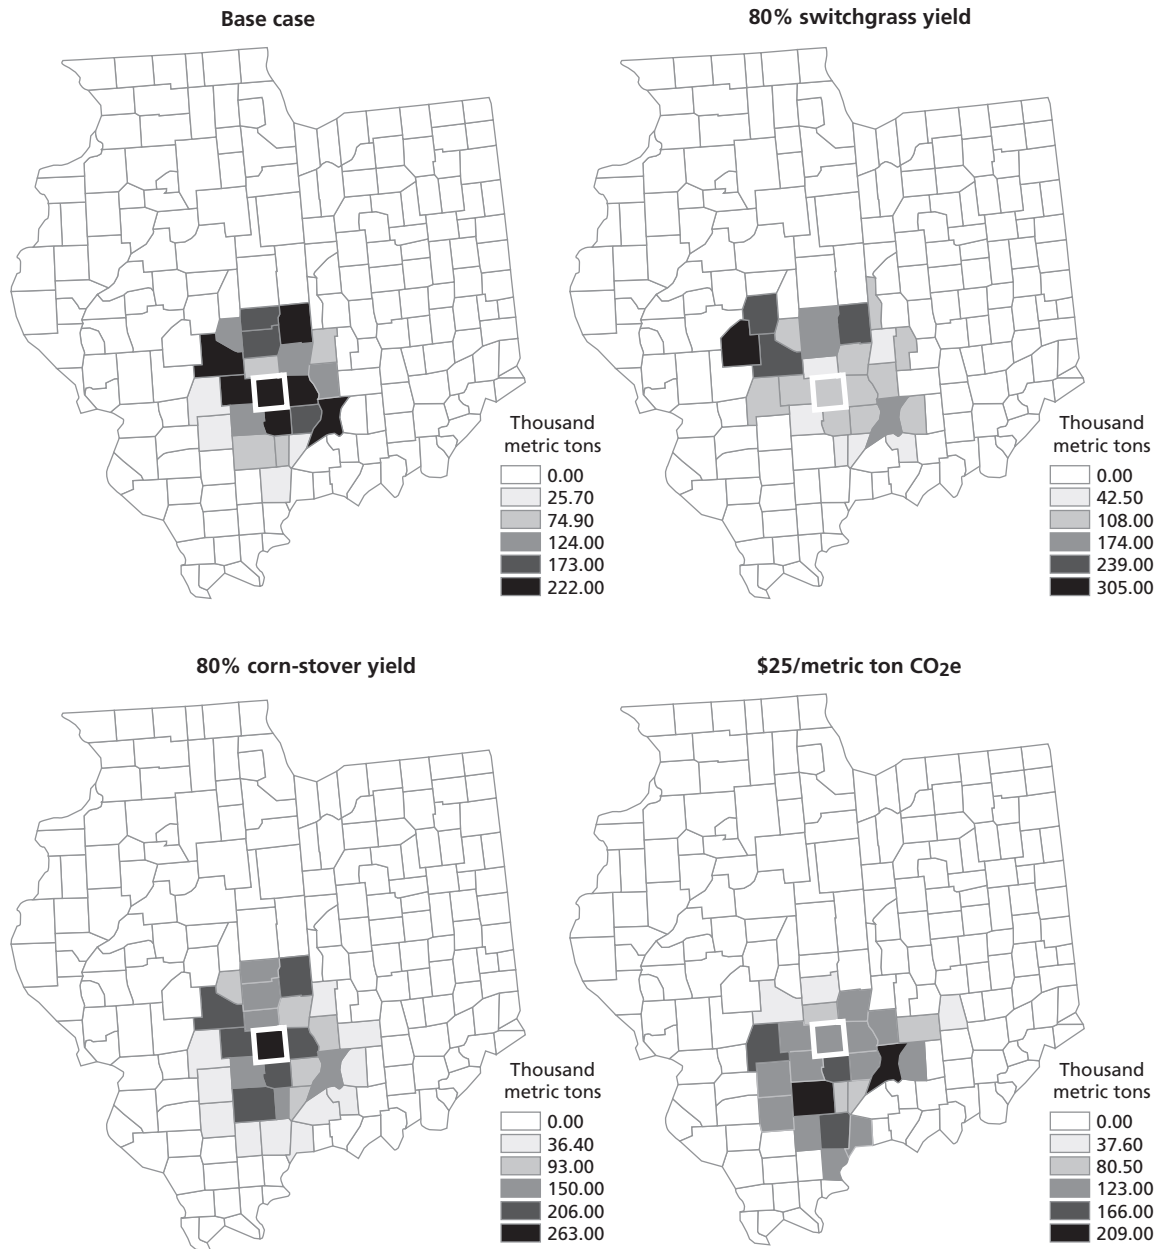 Base case
80% switchgrass yield
Thousand
metric tons
0.00
25.70
74.90
124.00
173.00
222.00
Thousand
metric tons
0.00
42.50
108.00
174.00
239.00
305.00
80% corn-stover yield
$25/metric ton CO2e
Thousand
metric tons
0.00
36.40
93.00
150.00
206.00
263.00
Thousand
metric tons
0.00
37.60
80.50
123.00
166.00
209.00